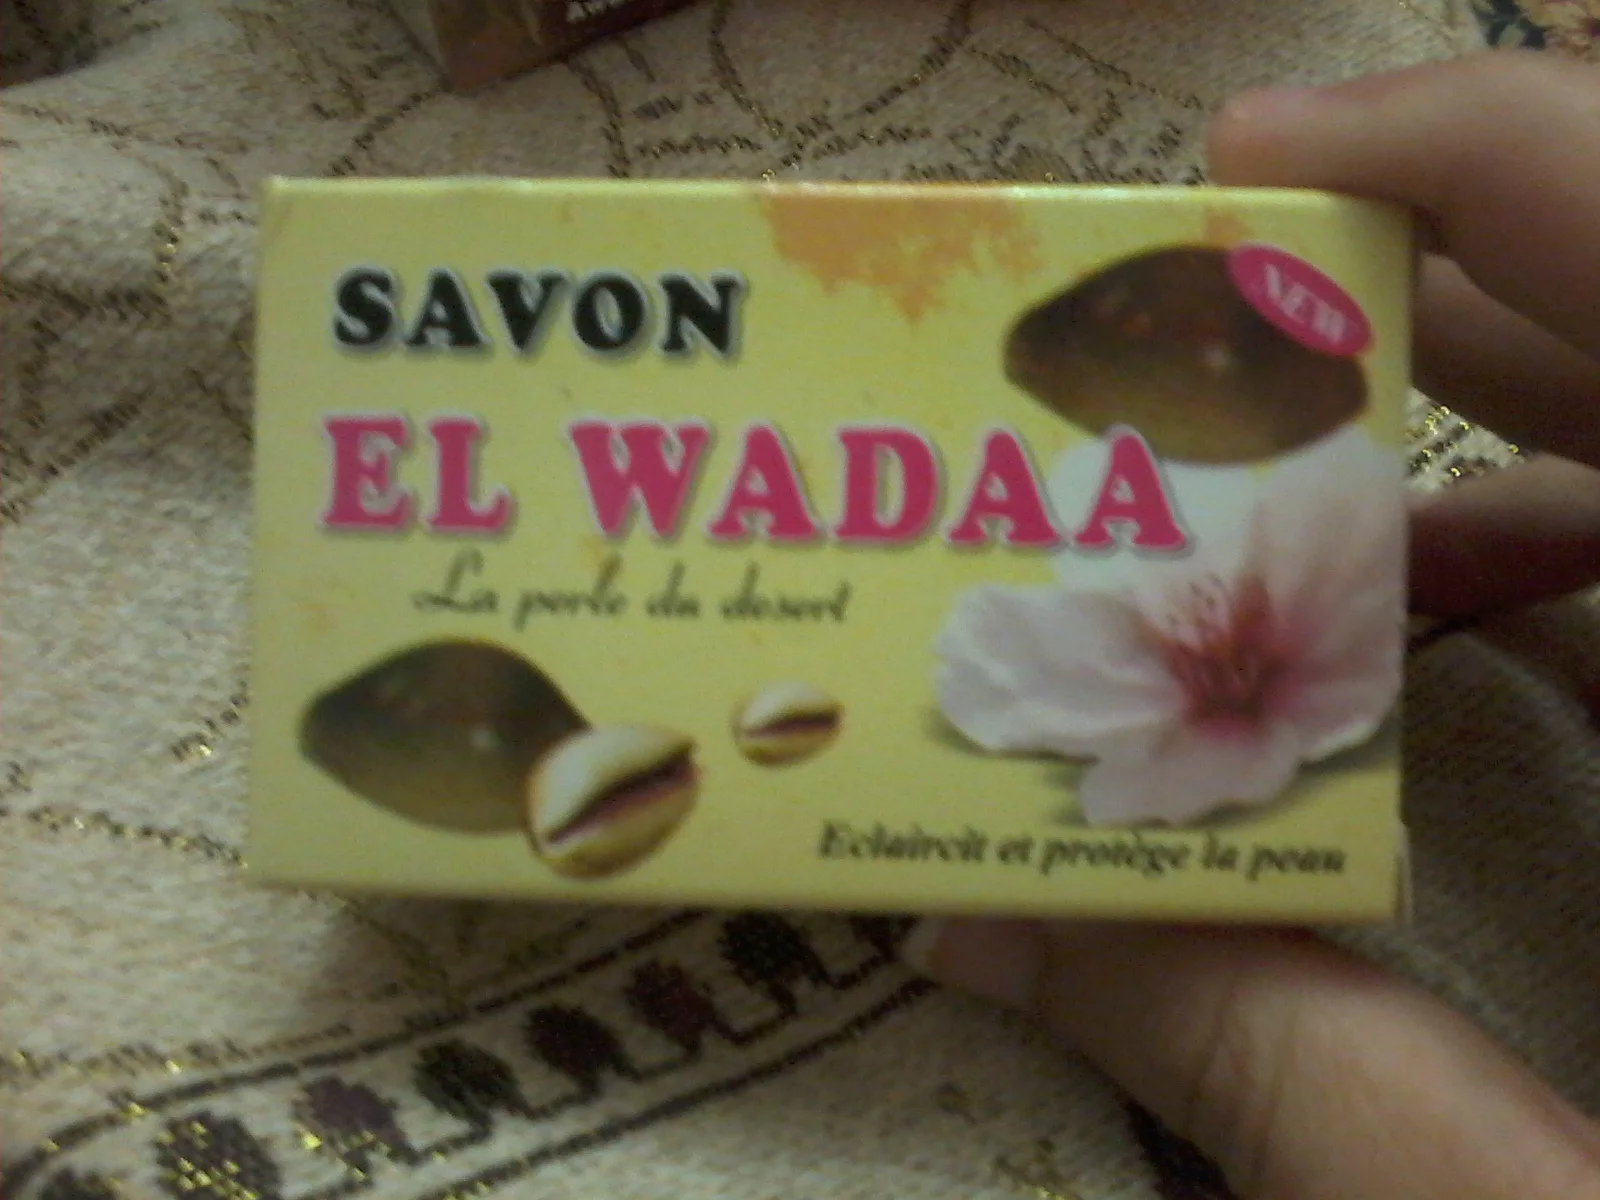 SAVON
NEW
EL WADAA
La perle du desert
Eclaircit et protège la peau